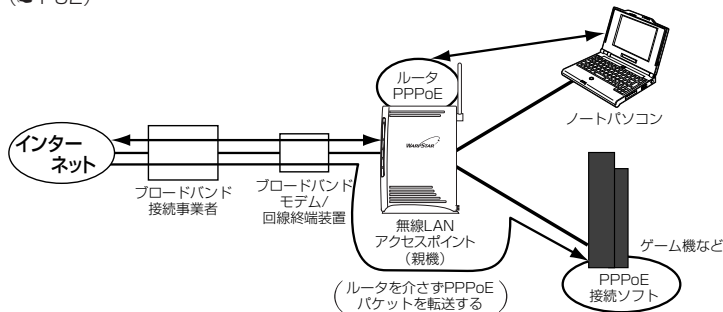 ルータ
PPPoE
ノートパソコン
WARPSTAR
インター
ネット
ブロードバンド
接続事業者
ブロードバンド
モデム/
回線終端装置
無線LAN
アクセスポイント
(親機)
ゲーム機など
PPPoE
接続ソフト
(ルータを介さずPPPoE
パケットを転送する)